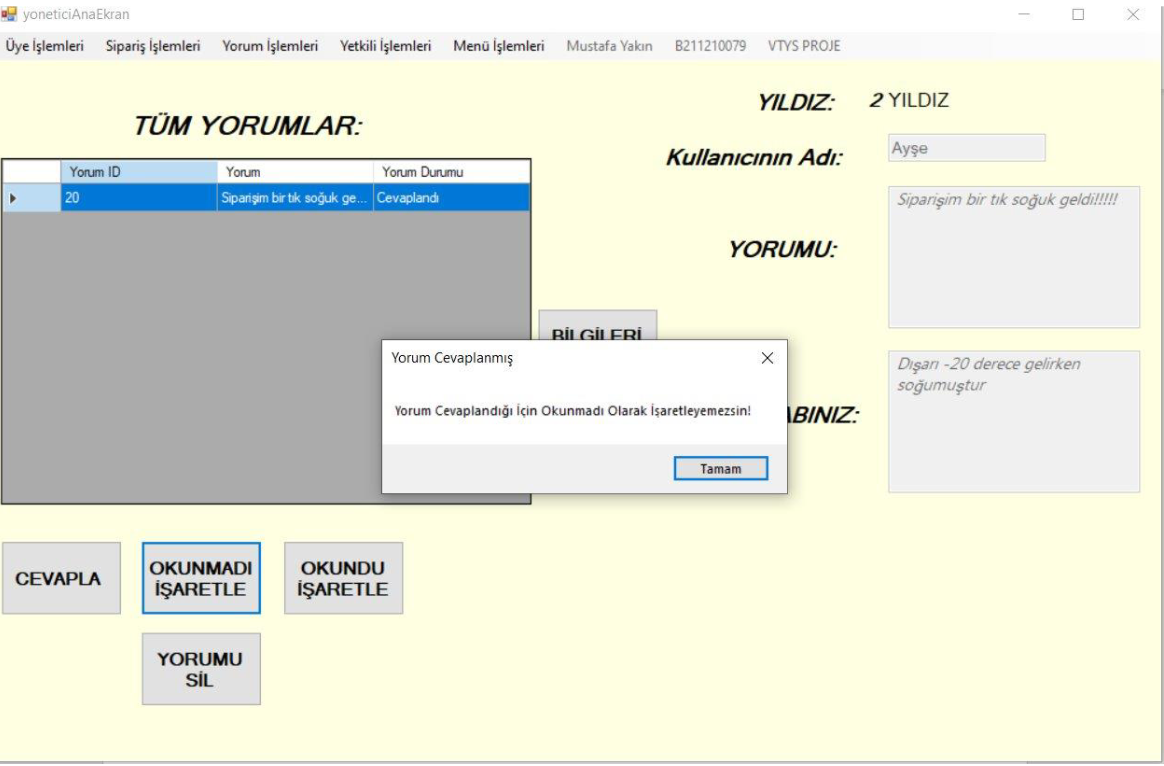 yoneticiAnaEkran
Üye İşlemleri Sipariş İşlemleri Yorum İşlemleri Yetkili İşlemleri Menü İşlemleri Mustafa Yakın B211210079 VTYS PROJE
TÜM YORUMLAR:
Yorum ID Yorum Yorum Durumu
20 Siparişim bir tık soğuk ge... Cevaplandı
YILDIZ: 2 YILDIZ
Kullanıcının Adı: Ayşe
YORUMU: Siparişim bir tık soğuk geldi!!!!!
BİLGİLERİ
Dışarı -20 derece gelirken
soğumuştur
Yorum Cevaplanmış
Yorum Cevaplandığı İçin Okunmadı Olarak İşaretleyemezsin!
Tamam
CEVAPLA
OKUNMADI
İŞARETLE
OKUNDU
İŞARETLE
YORUMU
SİL